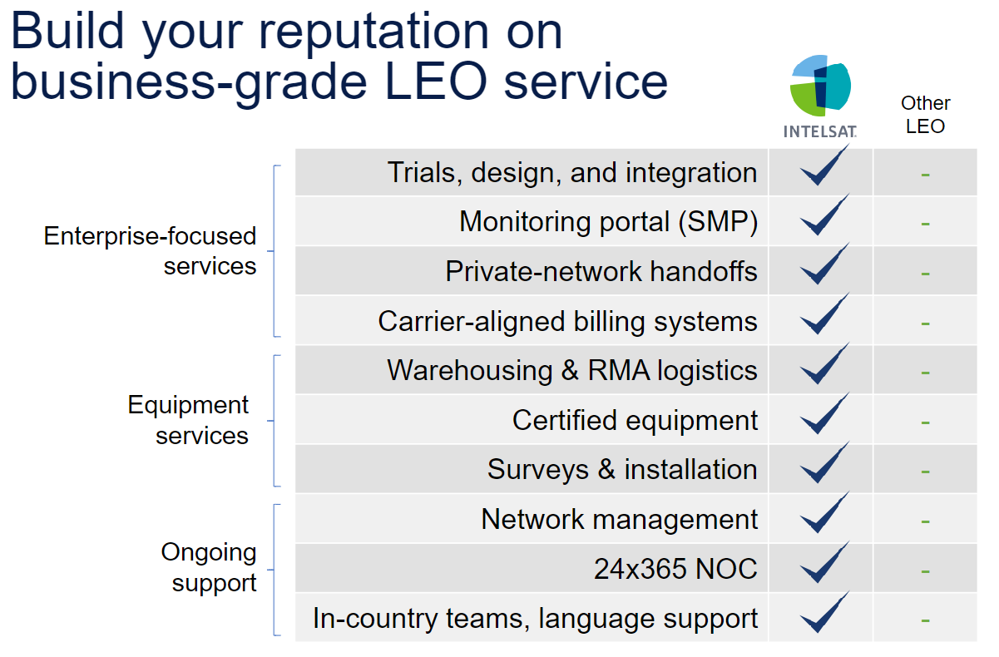 Build your reputation on
business-grade LEO service
INTELSAT
Other
LEO
Enterprise-focused
services
Trials, design, and integration -
Monitoring portal (SMP) -
Private-network handoffs -
Carrier-aligned billing systems -
Equipment
services
Warehousing & RMA logistics -
Certified equipment -
Surveys & installation -
Ongoing
support
Network management -
24x365 NOC -
In-country teams, language support -